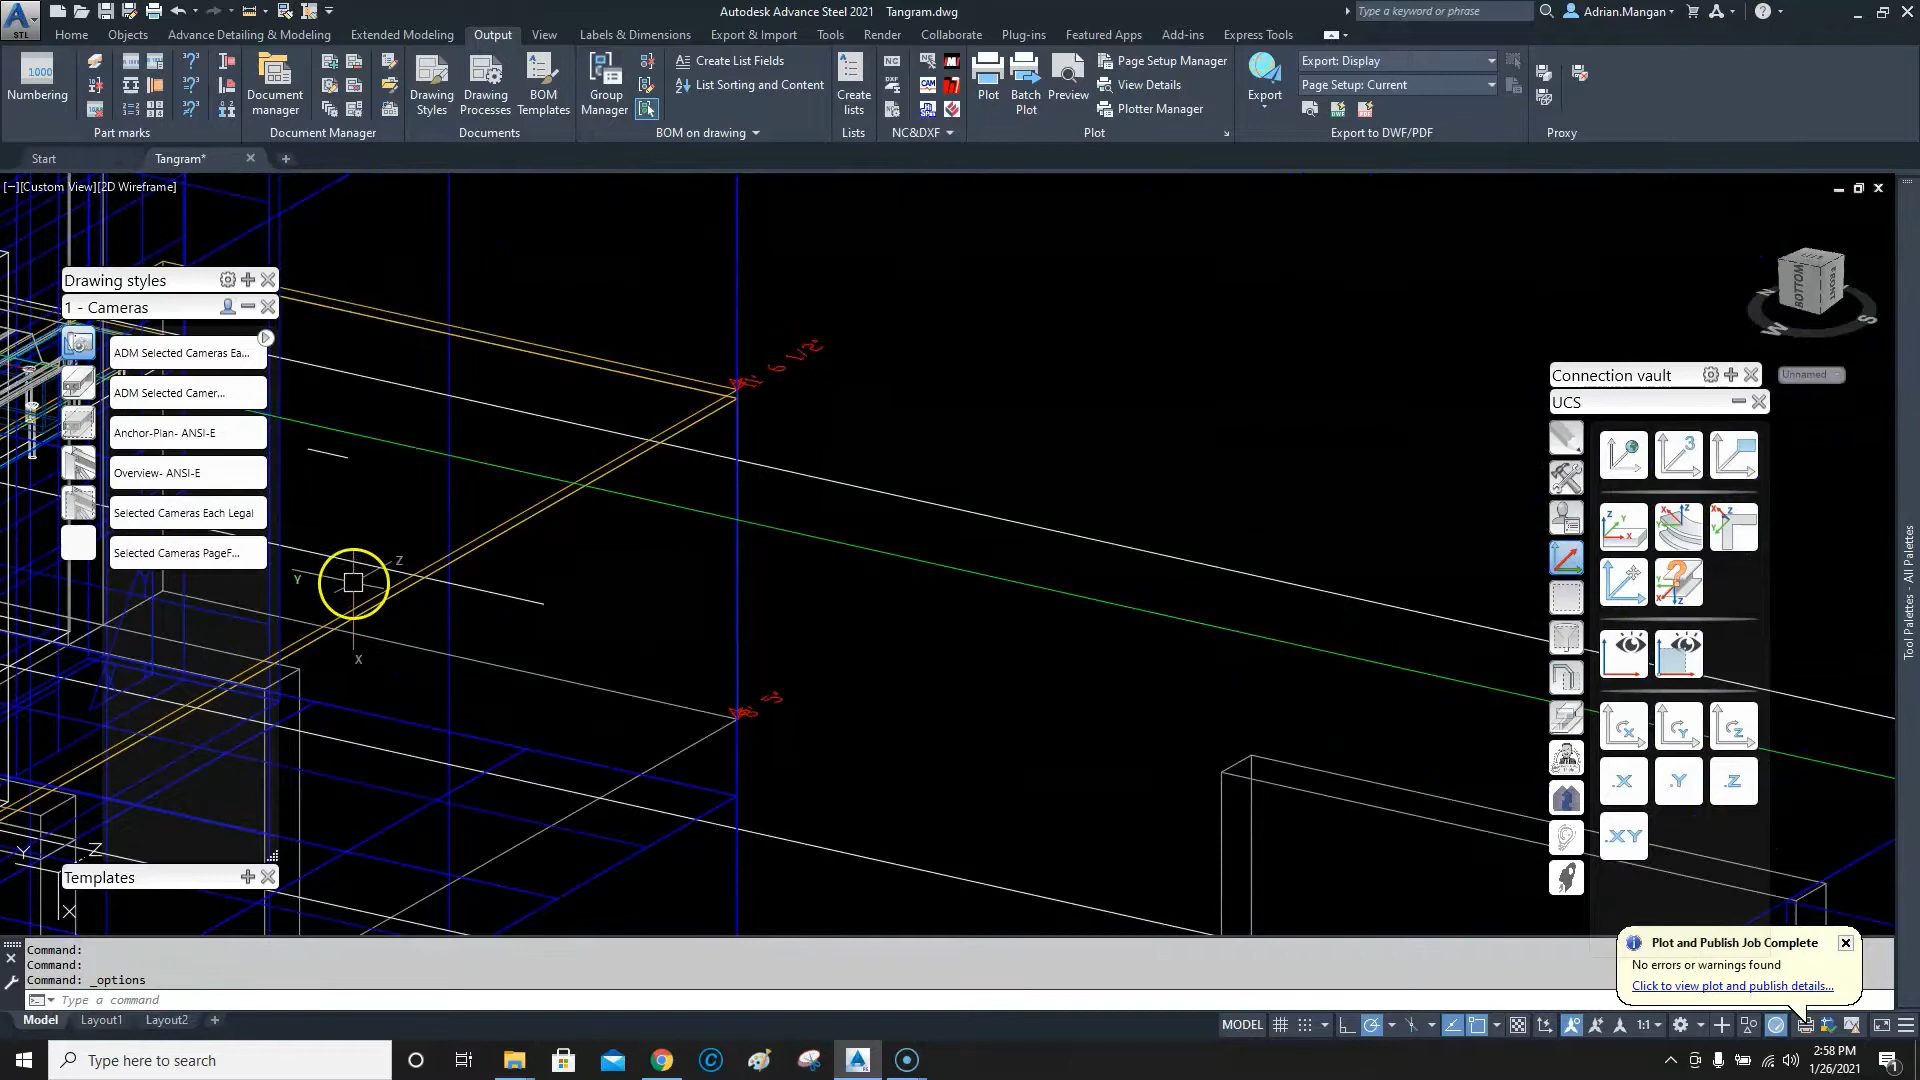 Autodesk Advance Steel 2021 Tangram.dwg
Type a keyword or phrase
Adrian.Mangan
STL
Home Objects Advance Detailing & Modeling Extended Modeling Output View Labels & Dimensions Export & Import Tools Render Collaborate Plug-ins Featured Apps Add-ins Express Tools
Numbering
Document manager
Drawing Styles
Drawing Processes
BOM Templates
Group Manager
Create List Fields
List Sorting and Content
Create lists
Plot
Batch Plot
Preview
Page Setup Manager
View Details
Plotter Manager
Export
Export: Display
Page Setup: Current
Part marks
Document Manager
Documents
BOM on drawing
Lists
NC&DXF
Plot
Export to DWF/PDF
Proxy
Start
Tangram*
[−][Custom View][2D Wireframe]
Drawing styles
1 - Cameras
ADM Selected Cameras Ea...
ADM Selected Camer...
Anchor-Plan- ANSI-E
Overview- ANSI-E
Selected Cameras Each Legal
Selected Cameras PageF...
Templates
Y
Z
X
6 1/2"
BOTTOM
FRONT
W
S
Unnamed
Connection vault
UCS
.X
.Y
.Z
.XY
Tool Palettes - All Palettes
Y
Z
X
Command:
Command:
Command: _options
Type a command
Plot and Publish Job Complete
No errors or warnings found
Click to view plot and publish details...
Model Layout1 Layout2
MODEL
1:1
Type here to search
2:58 PM
1/26/2021